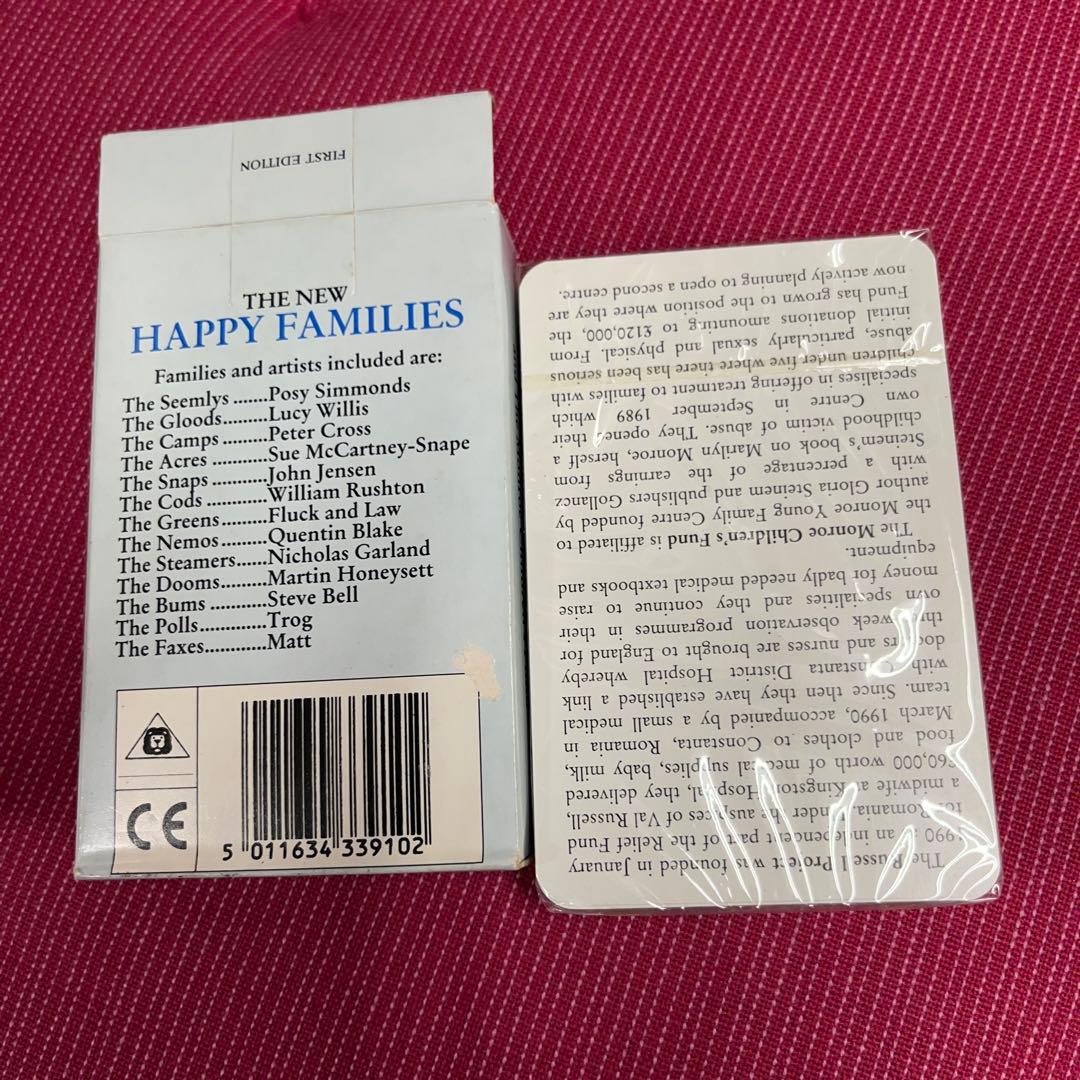 FIRST EDITION
THE NEW
HAPPY FAMILIES
Families and artists included are:
The Seemlys .......Posy Simmonds
The Gloods..........Lucy Willis
The Camps .........Peter Cross
The Acres ...........Sue McCartney-Snape
The Snaps ...........John Jensen
The Cods ............William Rushton
The Greens.........Fluck and Law
The Nemos.........Quentin Blake
The Steamers......Nicholas Garland
The Dooms.........Martin Honeysett
The Bums ...........Steve Bell
The Polls.............Trog
The Faxes............Matt
CE
5 011634 339102
The Russell Project was founded in January
1990 as an independent part of the Relief Fund
for Romania. Under the auspices of Val Russell,
a midwife at Kingston Hospital, they delivered
£60,000 worth of medical supplies, baby milk,
food and clothes to Constanta, Romania in
March 1990, accompanied by a small medical
team. Since then they have established a link
with Constanta District Hospital whereby
doctors and nurses are brought to England for
three week observation programmes in their
own specialities and they continue to raise
money for badly needed medical textbooks and
equipment.
The Monroe Children's Fund is affiliated to
the Monroe Young Family Centre founded by
author Gloria Steinem and publishers Gollancz
with a percentage of the earnings from
Steinem's book on Marilyn Monroe, herself a
childhood victim of abuse. They opened their
own Centre in September 1989 which
specialises in offering treatment to families with
children under five where there has been serious
abuse, particularly sexual and physical. From
initial donations amounting to £120,000, the
Fund has grown to the position where they are
now actively planning to open a second centre.